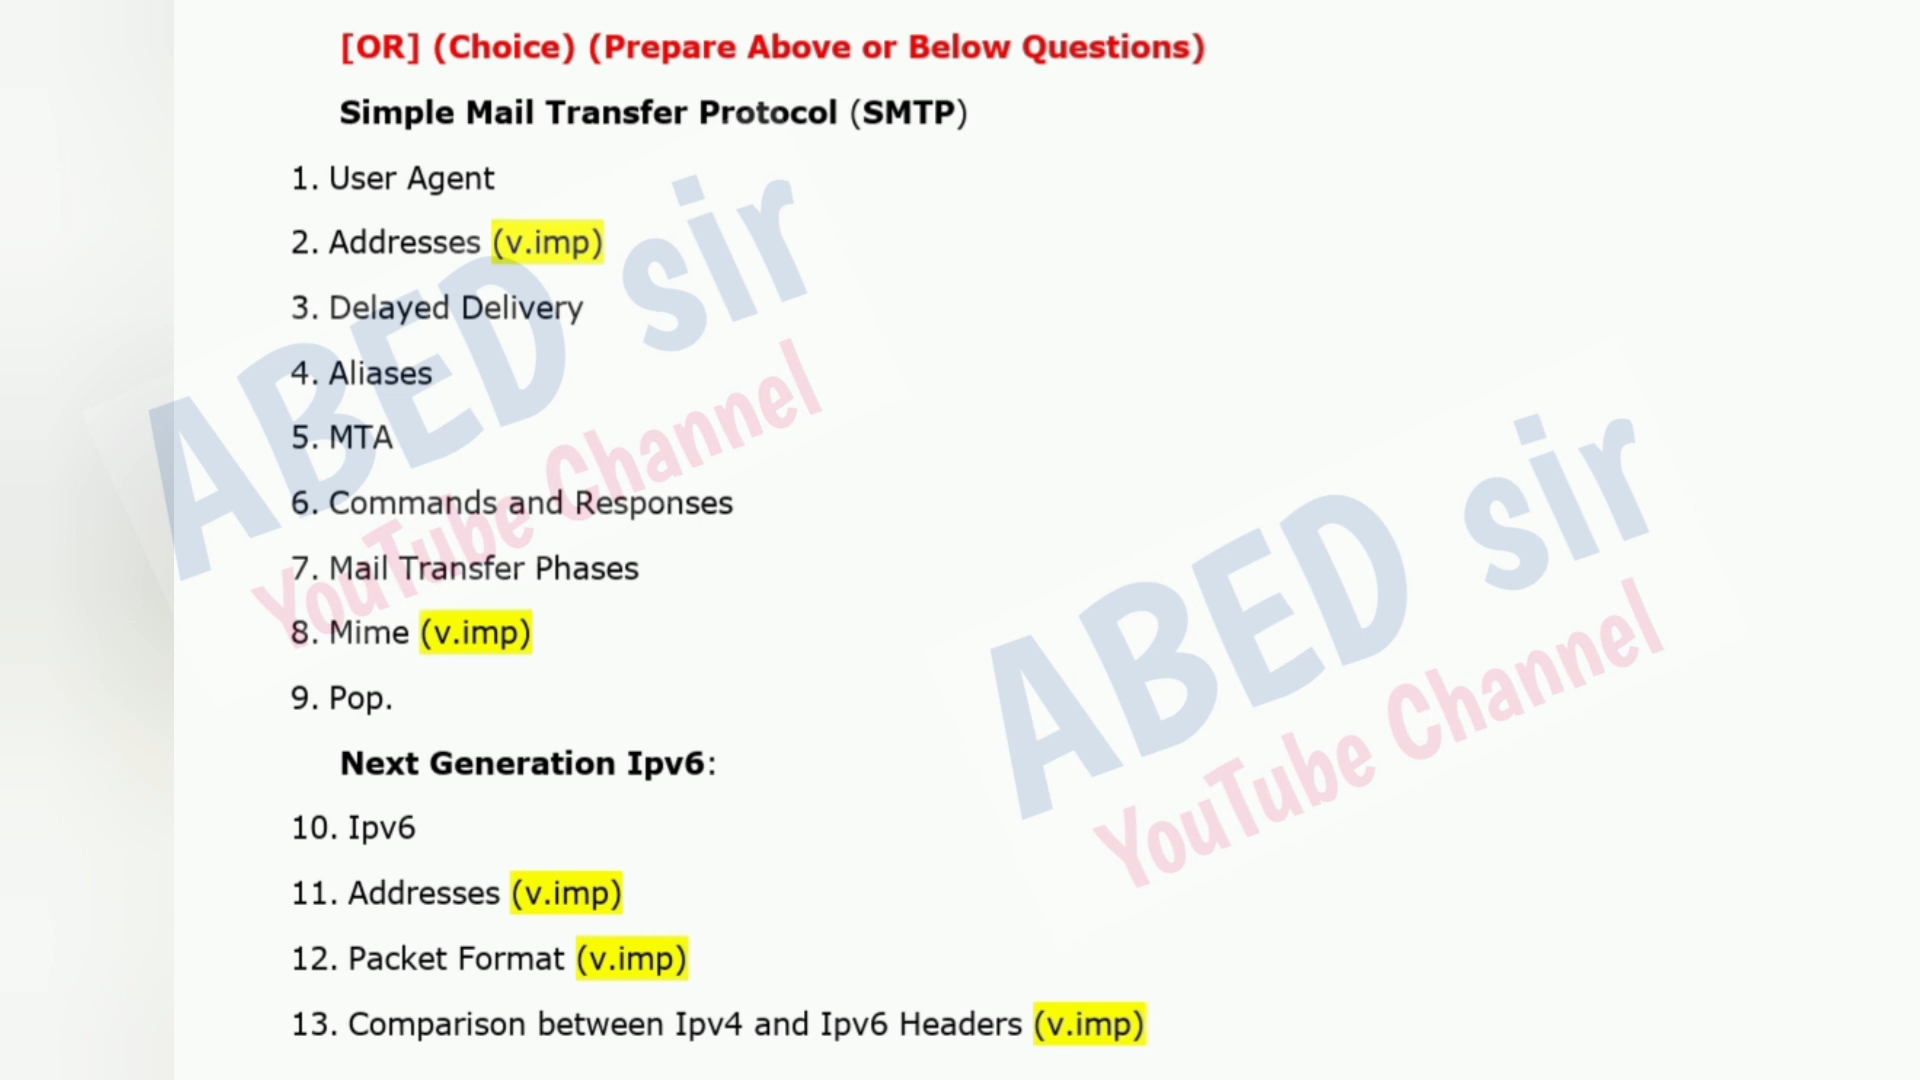 [OR] (Choice) (Prepare Above or Below Questions)
Simple Mail Transfer Protocol (SMTP)
1. User Agent
2. Addresses (v.imp)
3. Delayed Delivery
4. Aliases
5. MTA
6. Commands and Responses
7. Mail Transfer Phases
8. Mime (v.imp)
9. Pop.
Next Generation Ipv6:
10. Ipv6
11. Addresses (v.imp)
12. Packet Format (v.imp)
13. Comparison between Ipv4 and Ipv6 Headers (v.imp)
ABED sir
YouTube Channel
ABED sir
YouTube Channel